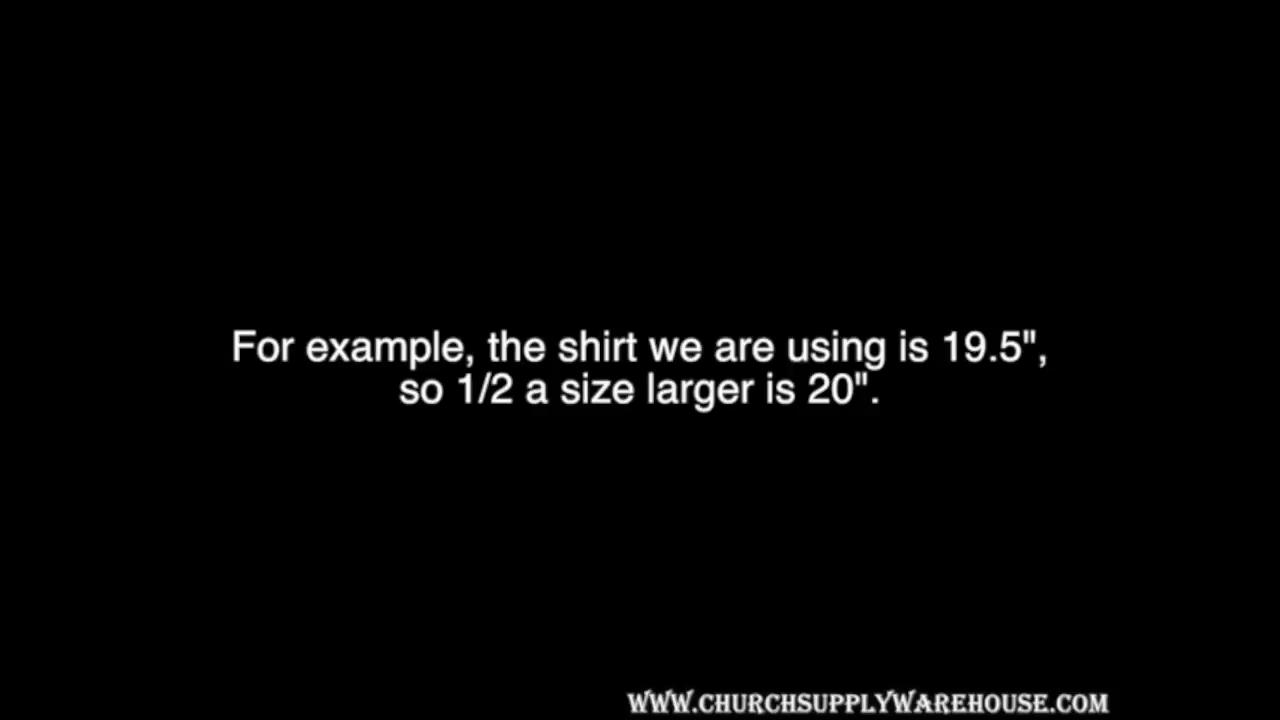 For example, the shirt we are using is 19.5",
so 1/2 a size larger is 20".
WWW.CHURCHSUPPLYWAREHOUSE.COM